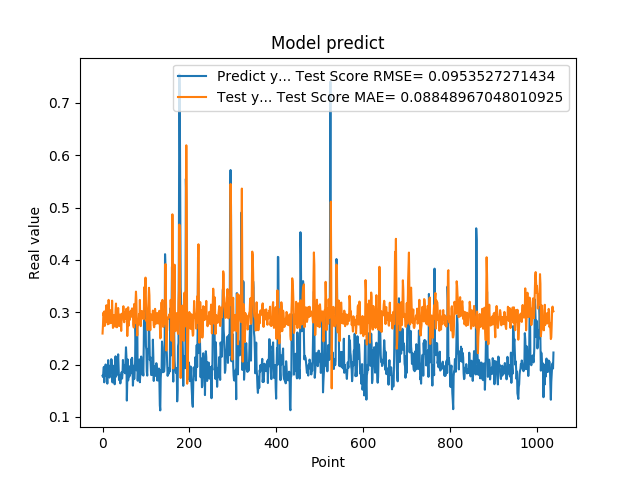 Model predict
Predict y... Test Score RMSE= 0.0953527271434
Test y... Test Score MAE= 0.08848967048010925
Real value
0.7
0.6
0.5
0.4
0.3
0.2
0.1
0
200
400
600
800
1000
Point